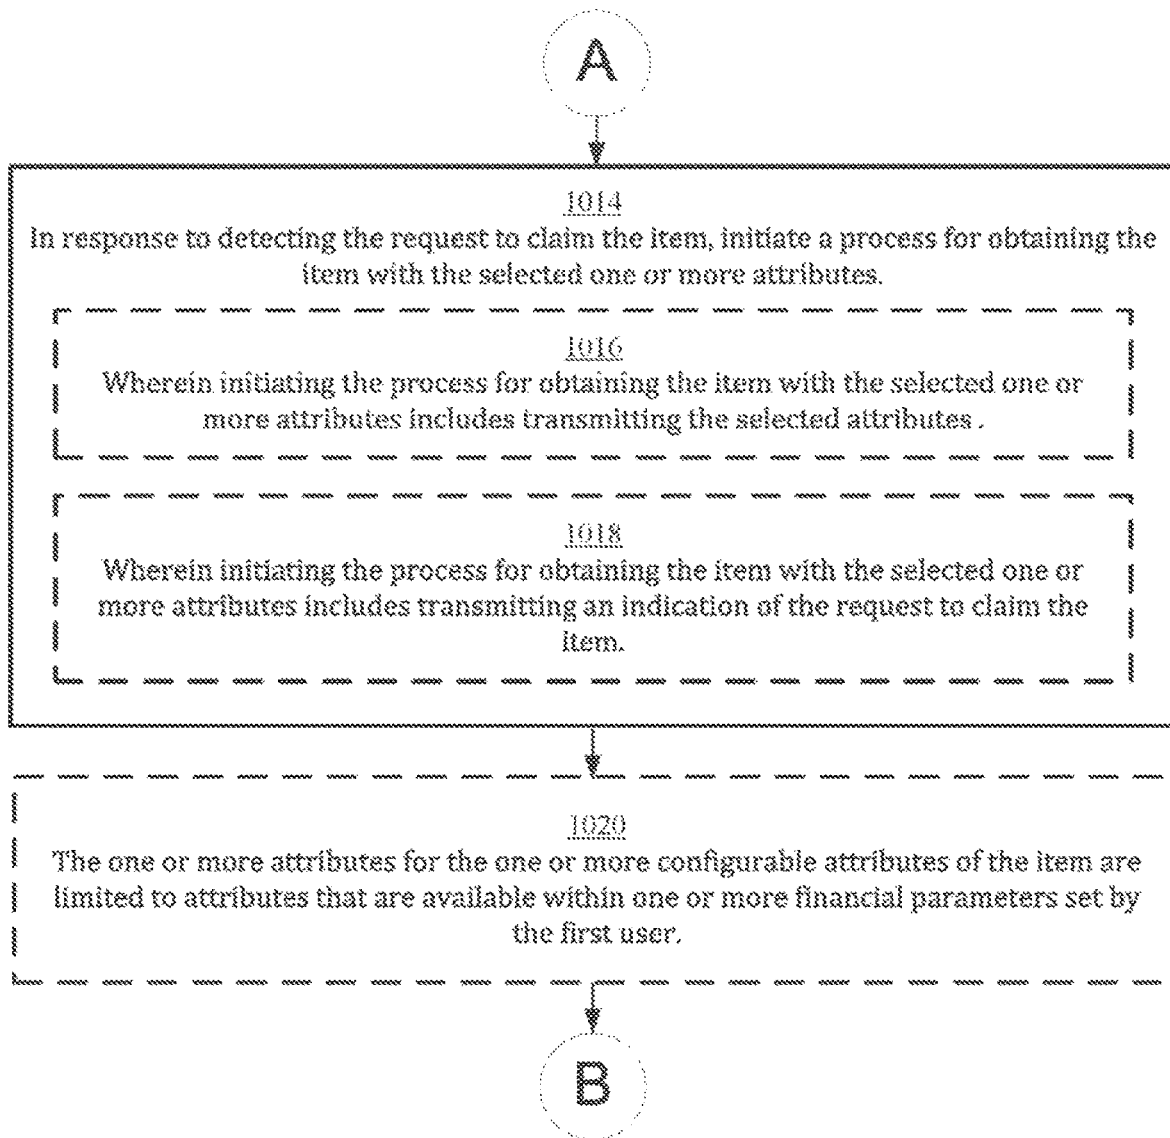 A
1014
In response to detecting the request to claim the item, initiate a process for obtaining the
item with the selected one or more attributes.
1016
Wherein initiating the process for obtaining the item with the selected one or
more attributes includes transmitting the selected attributes .
1018
Wherein initiating the process for obtaining the item with the selected one or
more attributes includes transmitting an indication of the request to claim the
item.
1020
The one or more attributes for the one or more configurable attributes of the item are
limited to attributes that are available within one or more financial parameters set by
the first user.
B